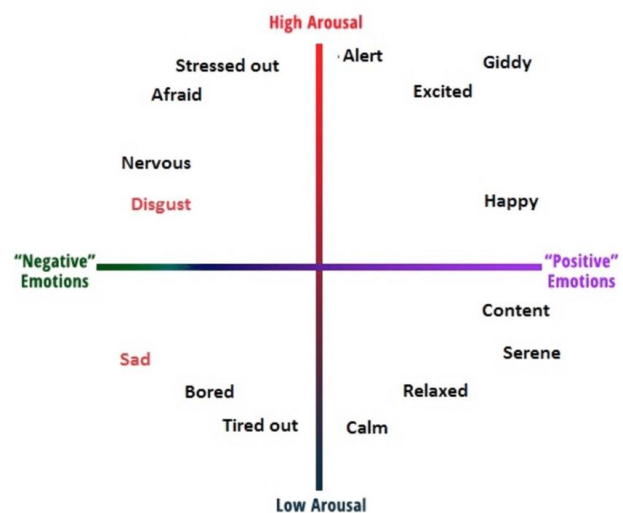 High Arousal
Alert
Giddy
Stressed out
Excited
Afraid
Nervous
Disgust
Happy
“Negative”
Emotions
“Positive”
Emotions
Content
Serene
Sad
Bored
Relaxed
Tired out
Calm
Low Arousal